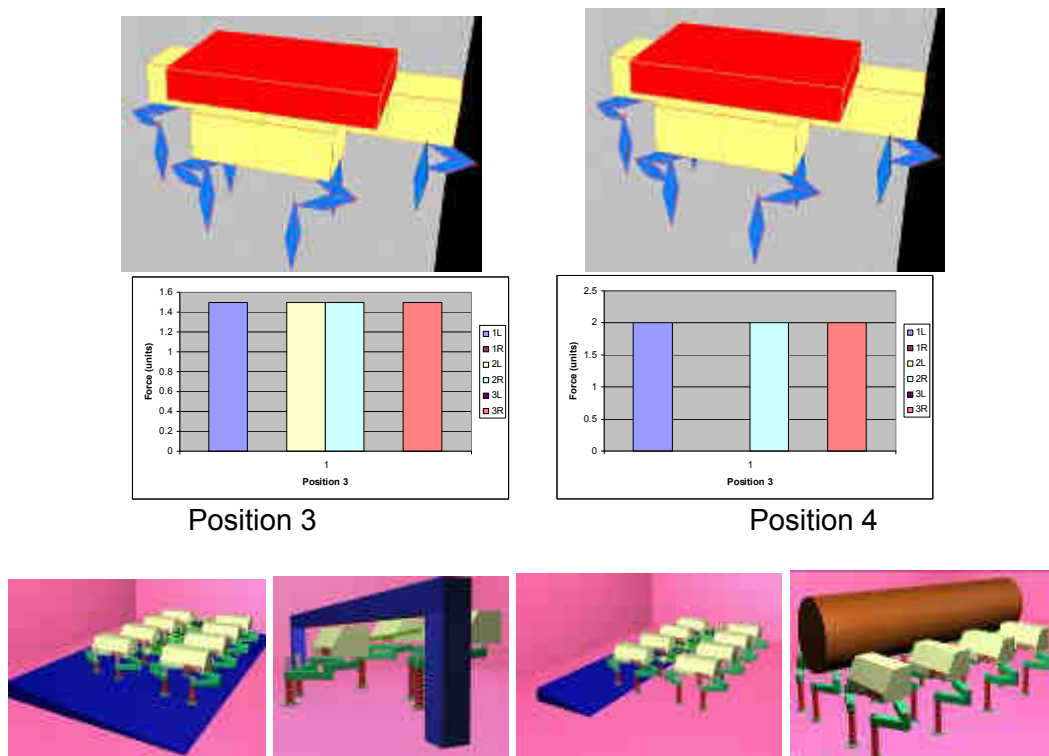 1.6
1.4
1.2
1
0.8
0.6
0.4
0.2
0
Force (units)
1
Position 3
1L
1R
2L
2R
3L
3R
2.5
2
1.5
1
0.5
0
Force (units)
1
Position 3
1L
1R
2L
2R
3L
3R
Position 3
Position 4